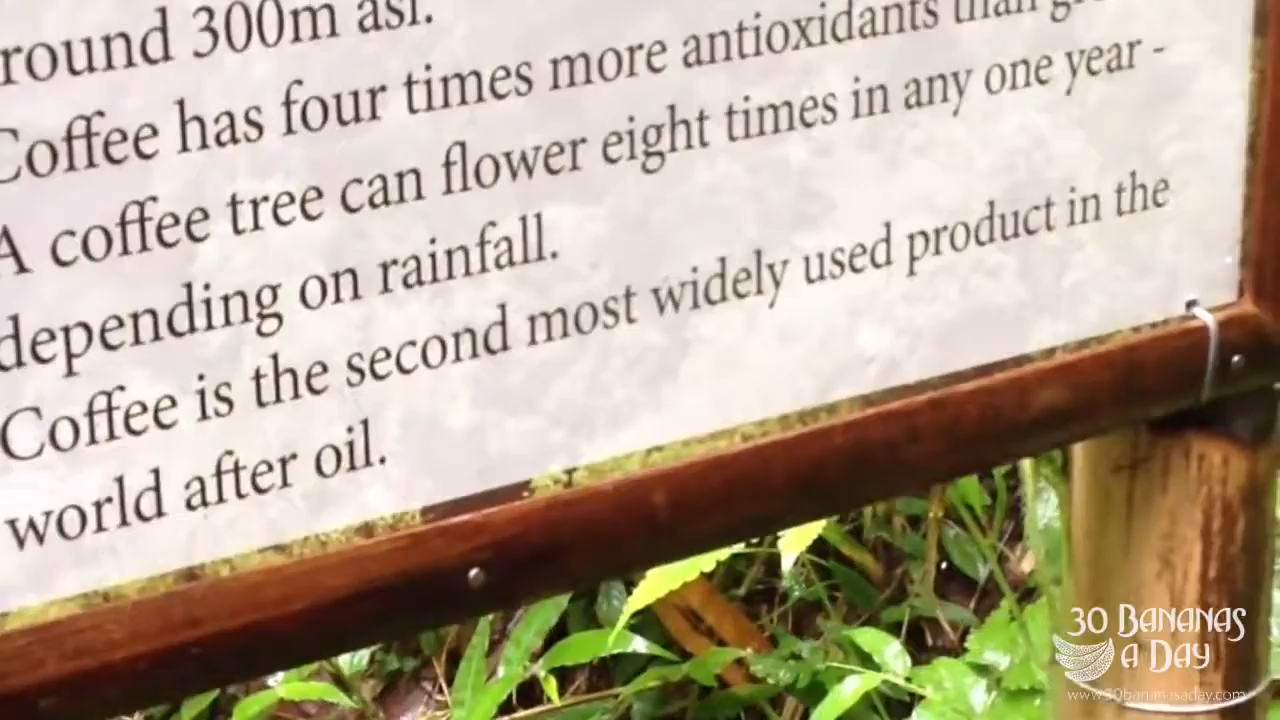 round 300m asl.
Coffee has four times more antioxidants than
A coffee tree can flower eight times in any one year -
depending on rainfall.
Coffee is the second most widely used product in the
world after oil.
30 BANANAS
A DAY
www.30bananasaday.com